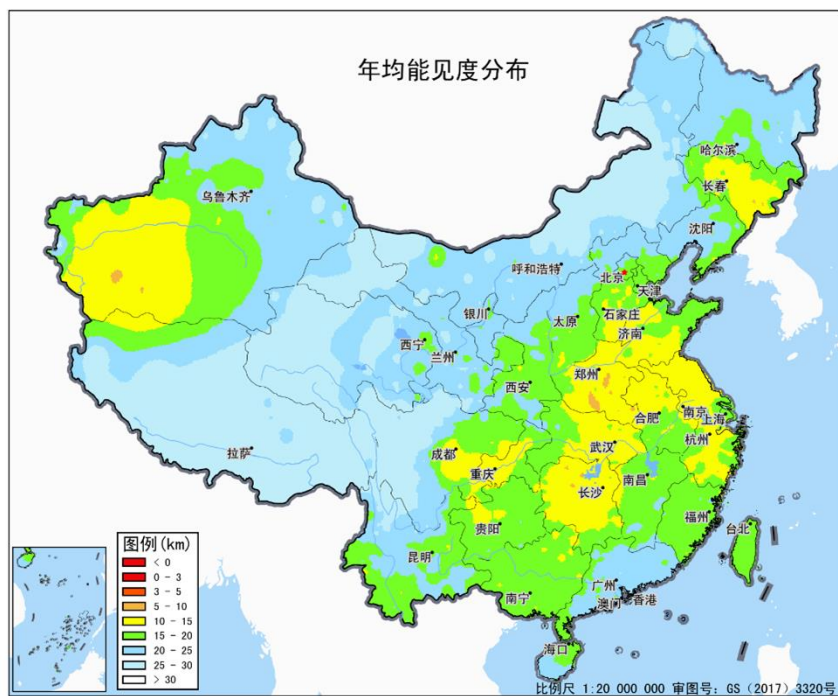 年均能见度分布
哈尔滨
长春
乌鲁木齐
沈阳
呼和浩特
北京
天津
银川
石家庄
太原
济南
西宁
兰州
郑州
西安
南京
合肥
上海
拉萨
成都
武汉
杭州
重庆
南昌
长沙
贵阳
福州
台北
昆明
广州
南宁
澳门
香港
海口
图例(km)
< 0
0 - 3
3 - 5
5 - 10
10 - 15
15 - 20
20 - 25
25 - 30
> 30
比例尺 1:20 000 000 审图号: GS (2017) 3320号